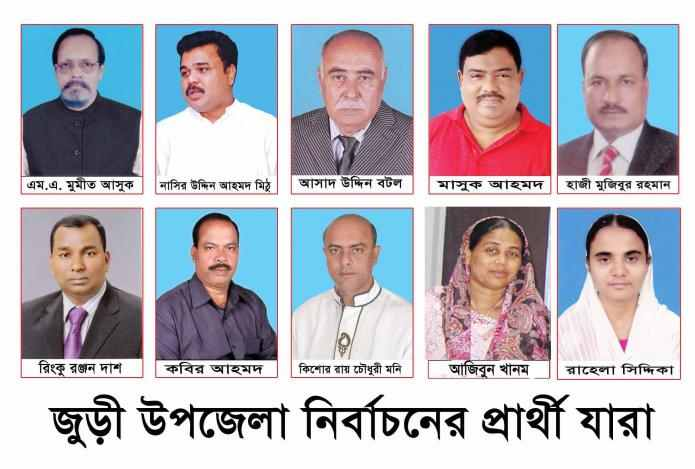 এম.এ. মুমীত আসুক
নাসির উদ্দিন আহমদ মিঠু
আসাদ উদ্দিন বটল
মাসুক আহমদ
হাজী মুজিবুর রহমান
রিংকু রঞ্জন দাশ
কবির আহমদ
কিশোর রায় চৌধুরী মনি
আজিবুন খানম
রাহেলা সিদ্দিকা
জুড়ী উপজেলা নির্বাচনের প্রার্থী যারা